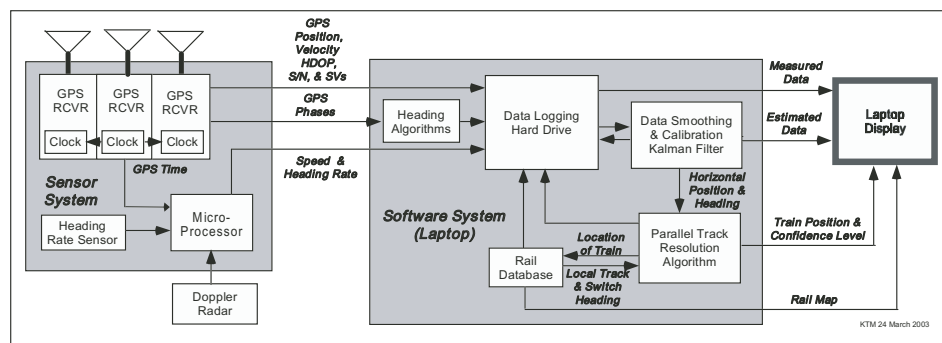 GPS
Position,
Velocity
HDOP,
S/N, & SVs
GPS
RCVR
GPS
RCVR
GPS
RCVR
Clock
Clock
Clock
GPS Time
GPS
Phases
Speed &
Heading Rate
Sensor
System
Heading
Rate Sensor
Micro-
Processor
Doppler
Radar
Heading
Algorithms
Data Logging
Hard Drive
Data Smoothing
& Calibration
Kalman Filter
Measured
Data
Estimated
Data
Laptop
Display
Horizontal
Position &
Heading
Software System
(Laptop)
Location
of Train
Rail
Database
Local Track
& Switch
Heading
Parallel Track
Resolution
Algorithm
Train Position &
Confidence Level
Rail Map
KTM 24 March 2003